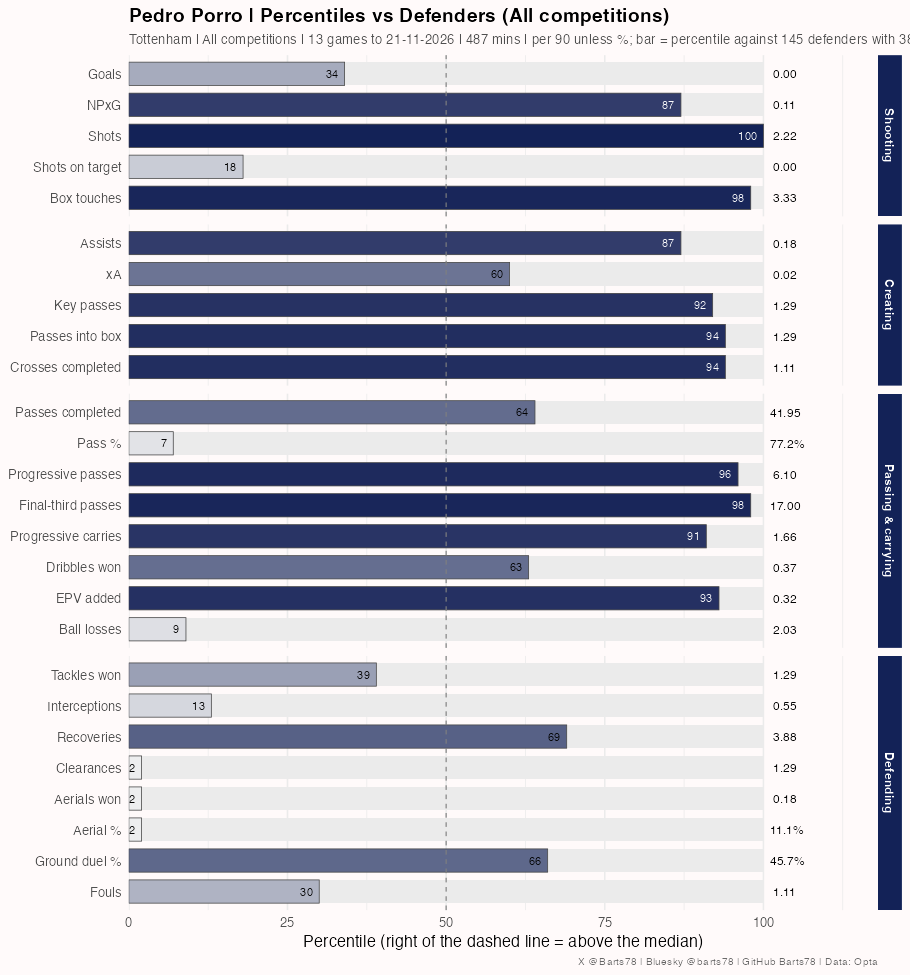 Pedro Porro | Percentiles vs Defenders (All competitions)
Tottenham | All competitions | 13 games to 21-11-2026 | 487 mins | per 90 unless %; bar = percentile against 145 defenders with 38
Goals 34 0.00
NPxG 87 0.11
Shots 100 2.22
Shots on target 18 0.00
Box touches 98 3.33
Shooting
Assists 87 0.18
xA 60 0.02
Key passes 92 1.29
Passes into box 94 1.29
Crosses completed 94 1.11
Creating
Passes completed 64 41.95
Pass % 7 77.2%
Progressive passes 96 6.10
Final-third passes 98 17.00
Progressive carries 91 1.66
Dribbles won 63 0.37
EPV added 93 0.32
Ball losses 9 2.03
Passing & carrying
Tackles won 39 1.29
Interceptions 13 0.55
Recoveries 69 3.88
Clearances 2 1.29
Aerials won 2 0.18
Aerial % 2 11.1%
Ground duel % 66 45.7%
Fouls 30 1.11
Defending
0 25 50 75 100
Percentile (right of the dashed line = above the median)
X @Barts78 | Bluesky @barts78 | GitHub Barts78 | Data: Opta